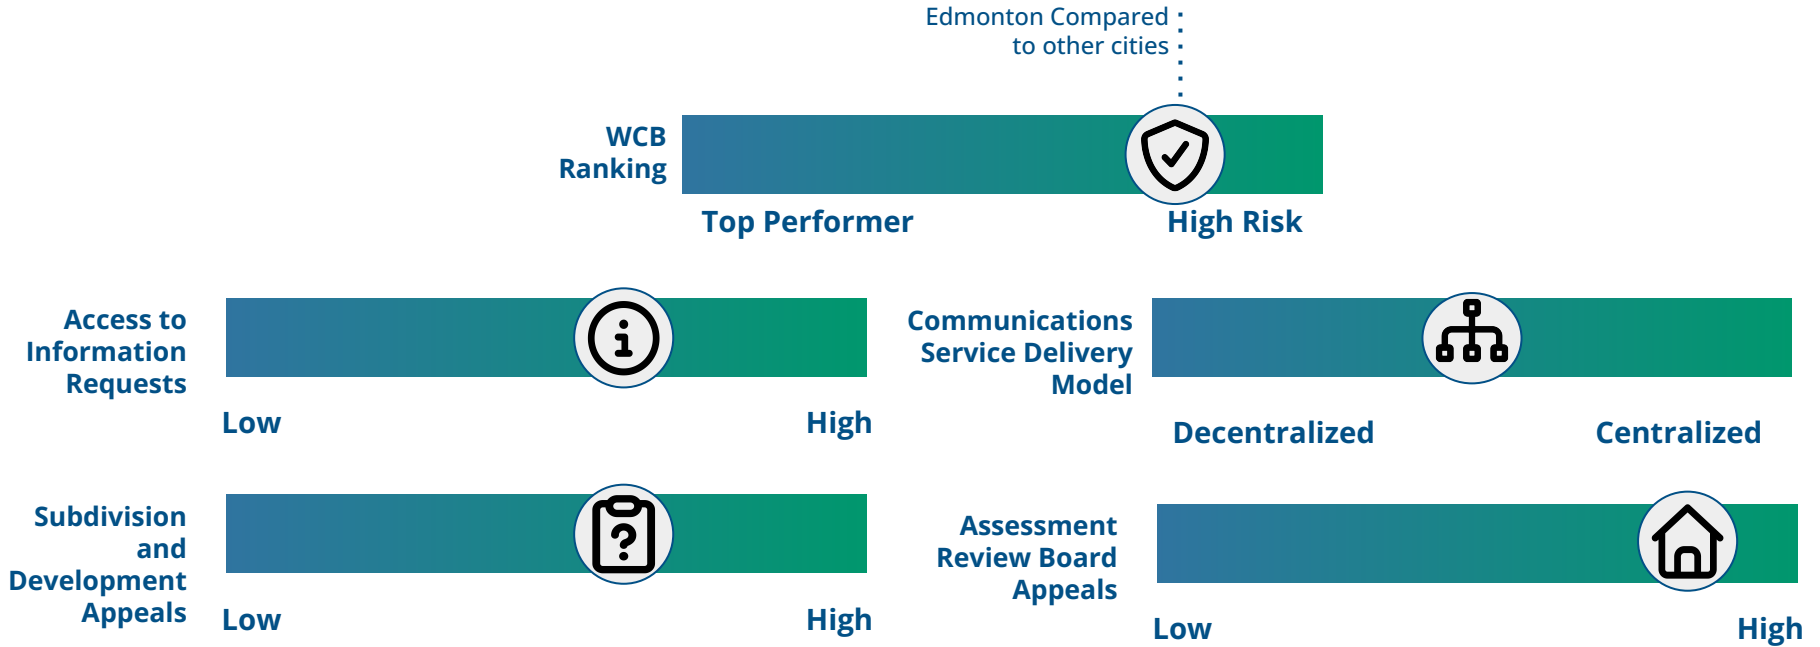 Edmonton Compared
to other cities
WCB
Ranking
Top Performer
High Risk
Access to
Information
Requests
Low
High
Communications
Service Delivery
Model
Decentralized
Centralized
Subdivision
and
Development
Appeals
Low
High
Assessment
Review Board
Appeals
Low
High